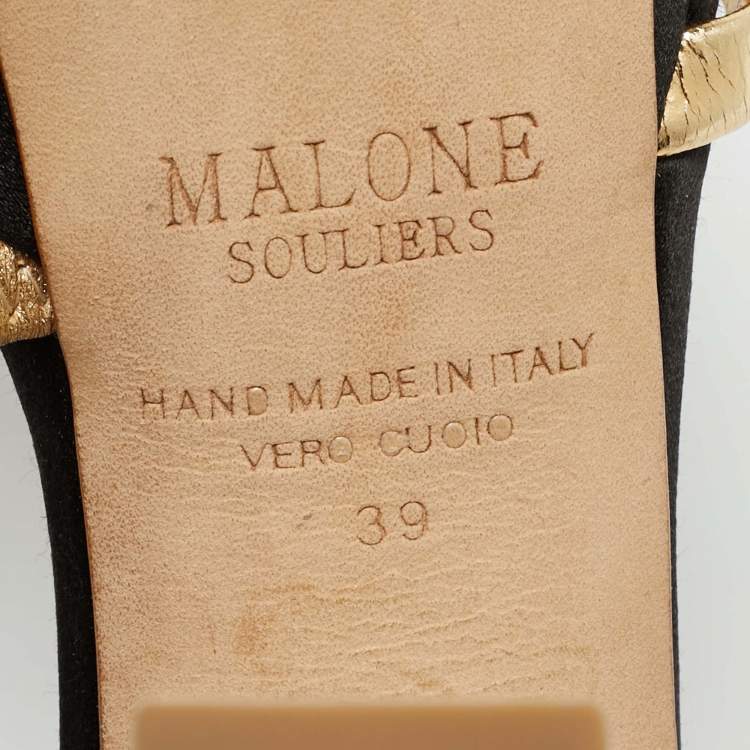 MALONE
SOULIERS
HAND MADE IN ITALY
VERO CUOIO
39